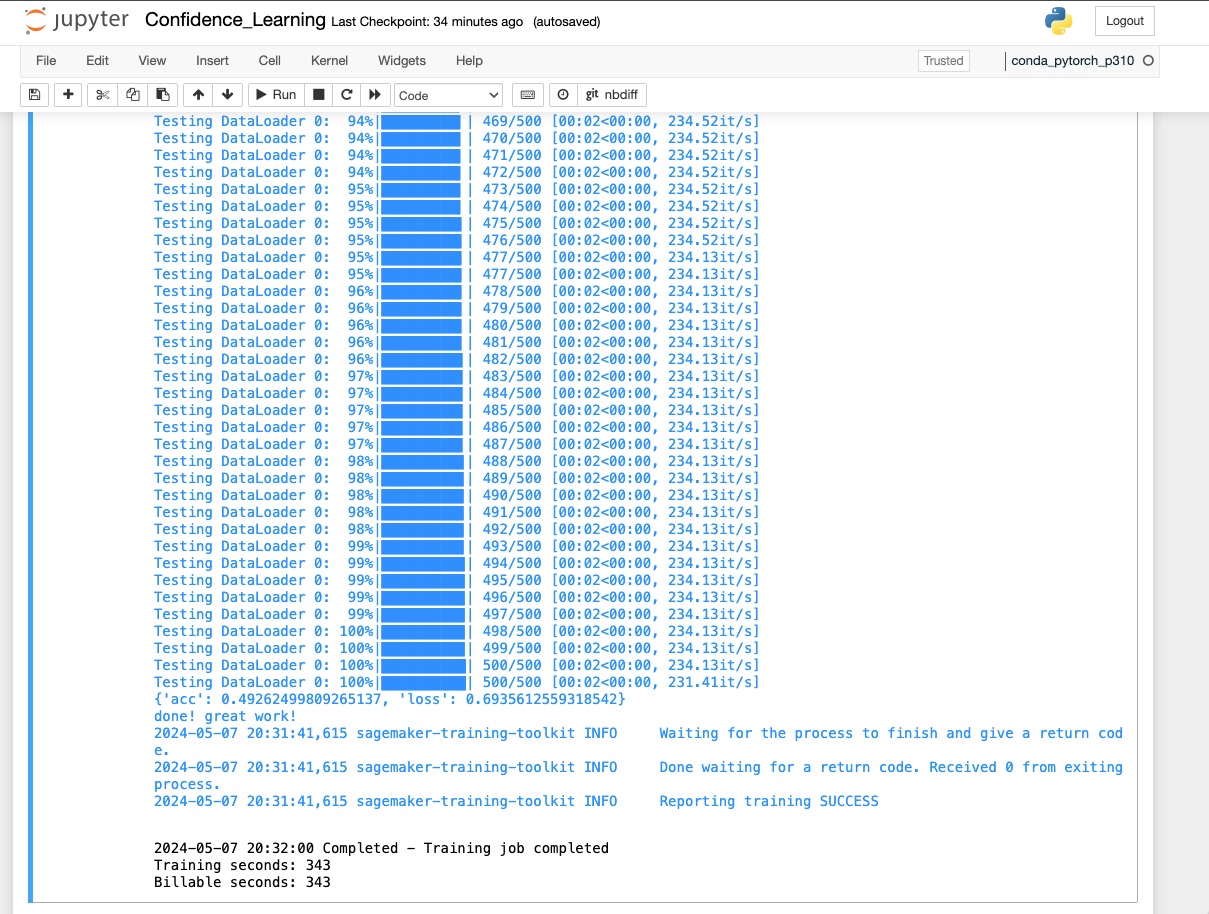 jupyter Confidence_Learning Last Checkpoint: 34 minutes ago (autosaved)
Logout
File Edit View Insert Cell Kernel Widgets Help
Trusted
conda_pytorch_p310
Run
Code
git nbdiff
Testing DataLoader 0:  94%| | 469/500 [00:02<00:00, 234.52it/s]
Testing DataLoader 0:  94%| | 470/500 [00:02<00:00, 234.52it/s]
Testing DataLoader 0:  94%| | 471/500 [00:02<00:00, 234.52it/s]
Testing DataLoader 0:  94%| | 472/500 [00:02<00:00, 234.52it/s]
Testing DataLoader 0:  95%| | 473/500 [00:02<00:00, 234.52it/s]
Testing DataLoader 0:  95%| | 474/500 [00:02<00:00, 234.52it/s]
Testing DataLoader 0:  95%| | 475/500 [00:02<00:00, 234.52it/s]
Testing DataLoader 0:  95%| | 476/500 [00:02<00:00, 234.52it/s]
Testing DataLoader 0:  95%| | 477/500 [00:02<00:00, 234.13it/s]
Testing DataLoader 0:  95%| | 477/500 [00:02<00:00, 234.13it/s]
Testing DataLoader 0:  96%| | 478/500 [00:02<00:00, 234.13it/s]
Testing DataLoader 0:  96%| | 479/500 [00:02<00:00, 234.13it/s]
Testing DataLoader 0:  96%| | 480/500 [00:02<00:00, 234.13it/s]
Testing DataLoader 0:  96%| | 481/500 [00:02<00:00, 234.13it/s]
Testing DataLoader 0:  96%| | 482/500 [00:02<00:00, 234.13it/s]
Testing DataLoader 0:  97%| | 483/500 [00:02<00:00, 234.13it/s]
Testing DataLoader 0:  97%| | 484/500 [00:02<00:00, 234.13it/s]
Testing DataLoader 0:  97%| | 485/500 [00:02<00:00, 234.13it/s]
Testing DataLoader 0:  97%| | 486/500 [00:02<00:00, 234.13it/s]
Testing DataLoader 0:  97%| | 487/500 [00:02<00:00, 234.13it/s]
Testing DataLoader 0:  98%| | 488/500 [00:02<00:00, 234.13it/s]
Testing DataLoader 0:  98%| | 489/500 [00:02<00:00, 234.13it/s]
Testing DataLoader 0:  98%| | 490/500 [00:02<00:00, 234.13it/s]
Testing DataLoader 0:  98%| | 491/500 [00:02<00:00, 234.13it/s]
Testing DataLoader 0:  98%| | 492/500 [00:02<00:00, 234.13it/s]
Testing DataLoader 0:  99%| | 493/500 [00:02<00:00, 234.13it/s]
Testing DataLoader 0:  99%| | 494/500 [00:02<00:00, 234.13it/s]
Testing DataLoader 0:  99%| | 495/500 [00:02<00:00, 234.13it/s]
Testing DataLoader 0:  99%| | 496/500 [00:02<00:00, 234.13it/s]
Testing DataLoader 0:  99%| | 497/500 [00:02<00:00, 234.13it/s]
Testing DataLoader 0: 100%| | 498/500 [00:02<00:00, 234.13it/s]
Testing DataLoader 0: 100%| | 499/500 [00:02<00:00, 234.13it/s]
Testing DataLoader 0: 100%| | 500/500 [00:02<00:00, 234.13it/s]
Testing DataLoader 0: 100%| | 500/500 [00:02<00:00, 231.41it/s]
{'acc': 0.49262499809265137, 'loss': 0.6935612559318542}
done! great work!
2024-05-07 20:31:41,615 sagemaker-training-toolkit INFO     Waiting for the process to finish and give a return cod
e.
2024-05-07 20:31:41,615 sagemaker-training-toolkit INFO     Done waiting for a return code. Received 0 from exiting
process.
2024-05-07 20:31:41,615 sagemaker-training-toolkit INFO     Reporting training SUCCESS
2024-05-07 20:32:00 Completed - Training job completed
Training seconds: 343
Billable seconds: 343